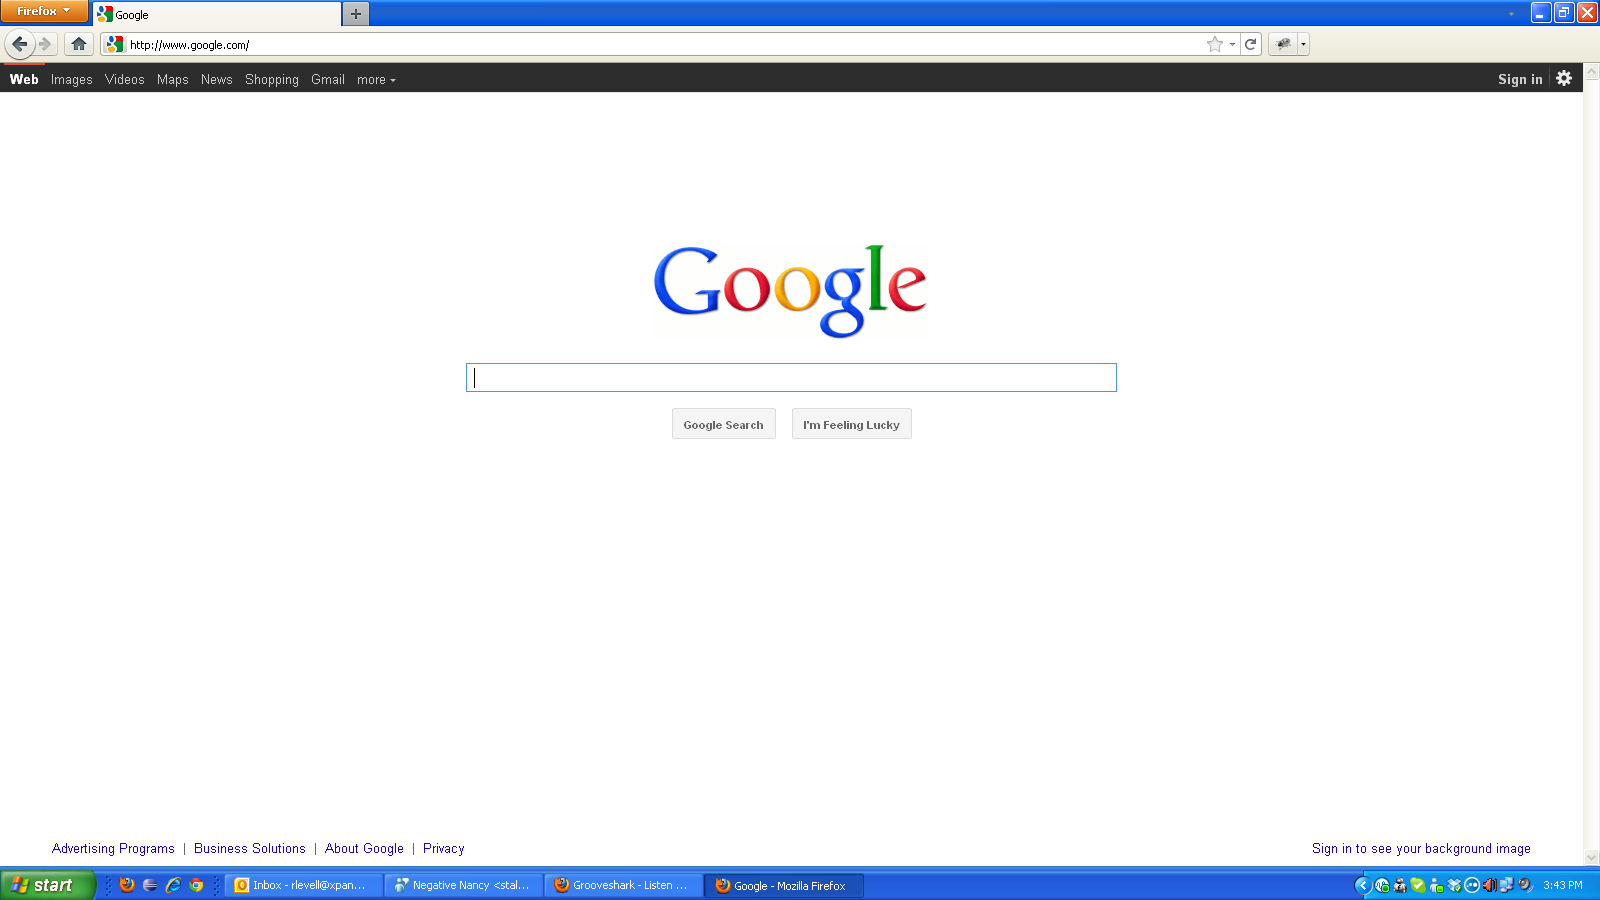 Firefox
Google
http://www.google.com/
Web Images Videos Maps News Shopping Gmail more
Sign in
Google
Google Search
I'm Feeling Lucky
Advertising Programs | Business Solutions | About Google | Privacy
Sign in to see your background image
start
Inbox - rlevell@xpan...
Negative Nancy <stal...
Grooveshark - Listen ...
Google - Mozilla Firefox
3:43 PM